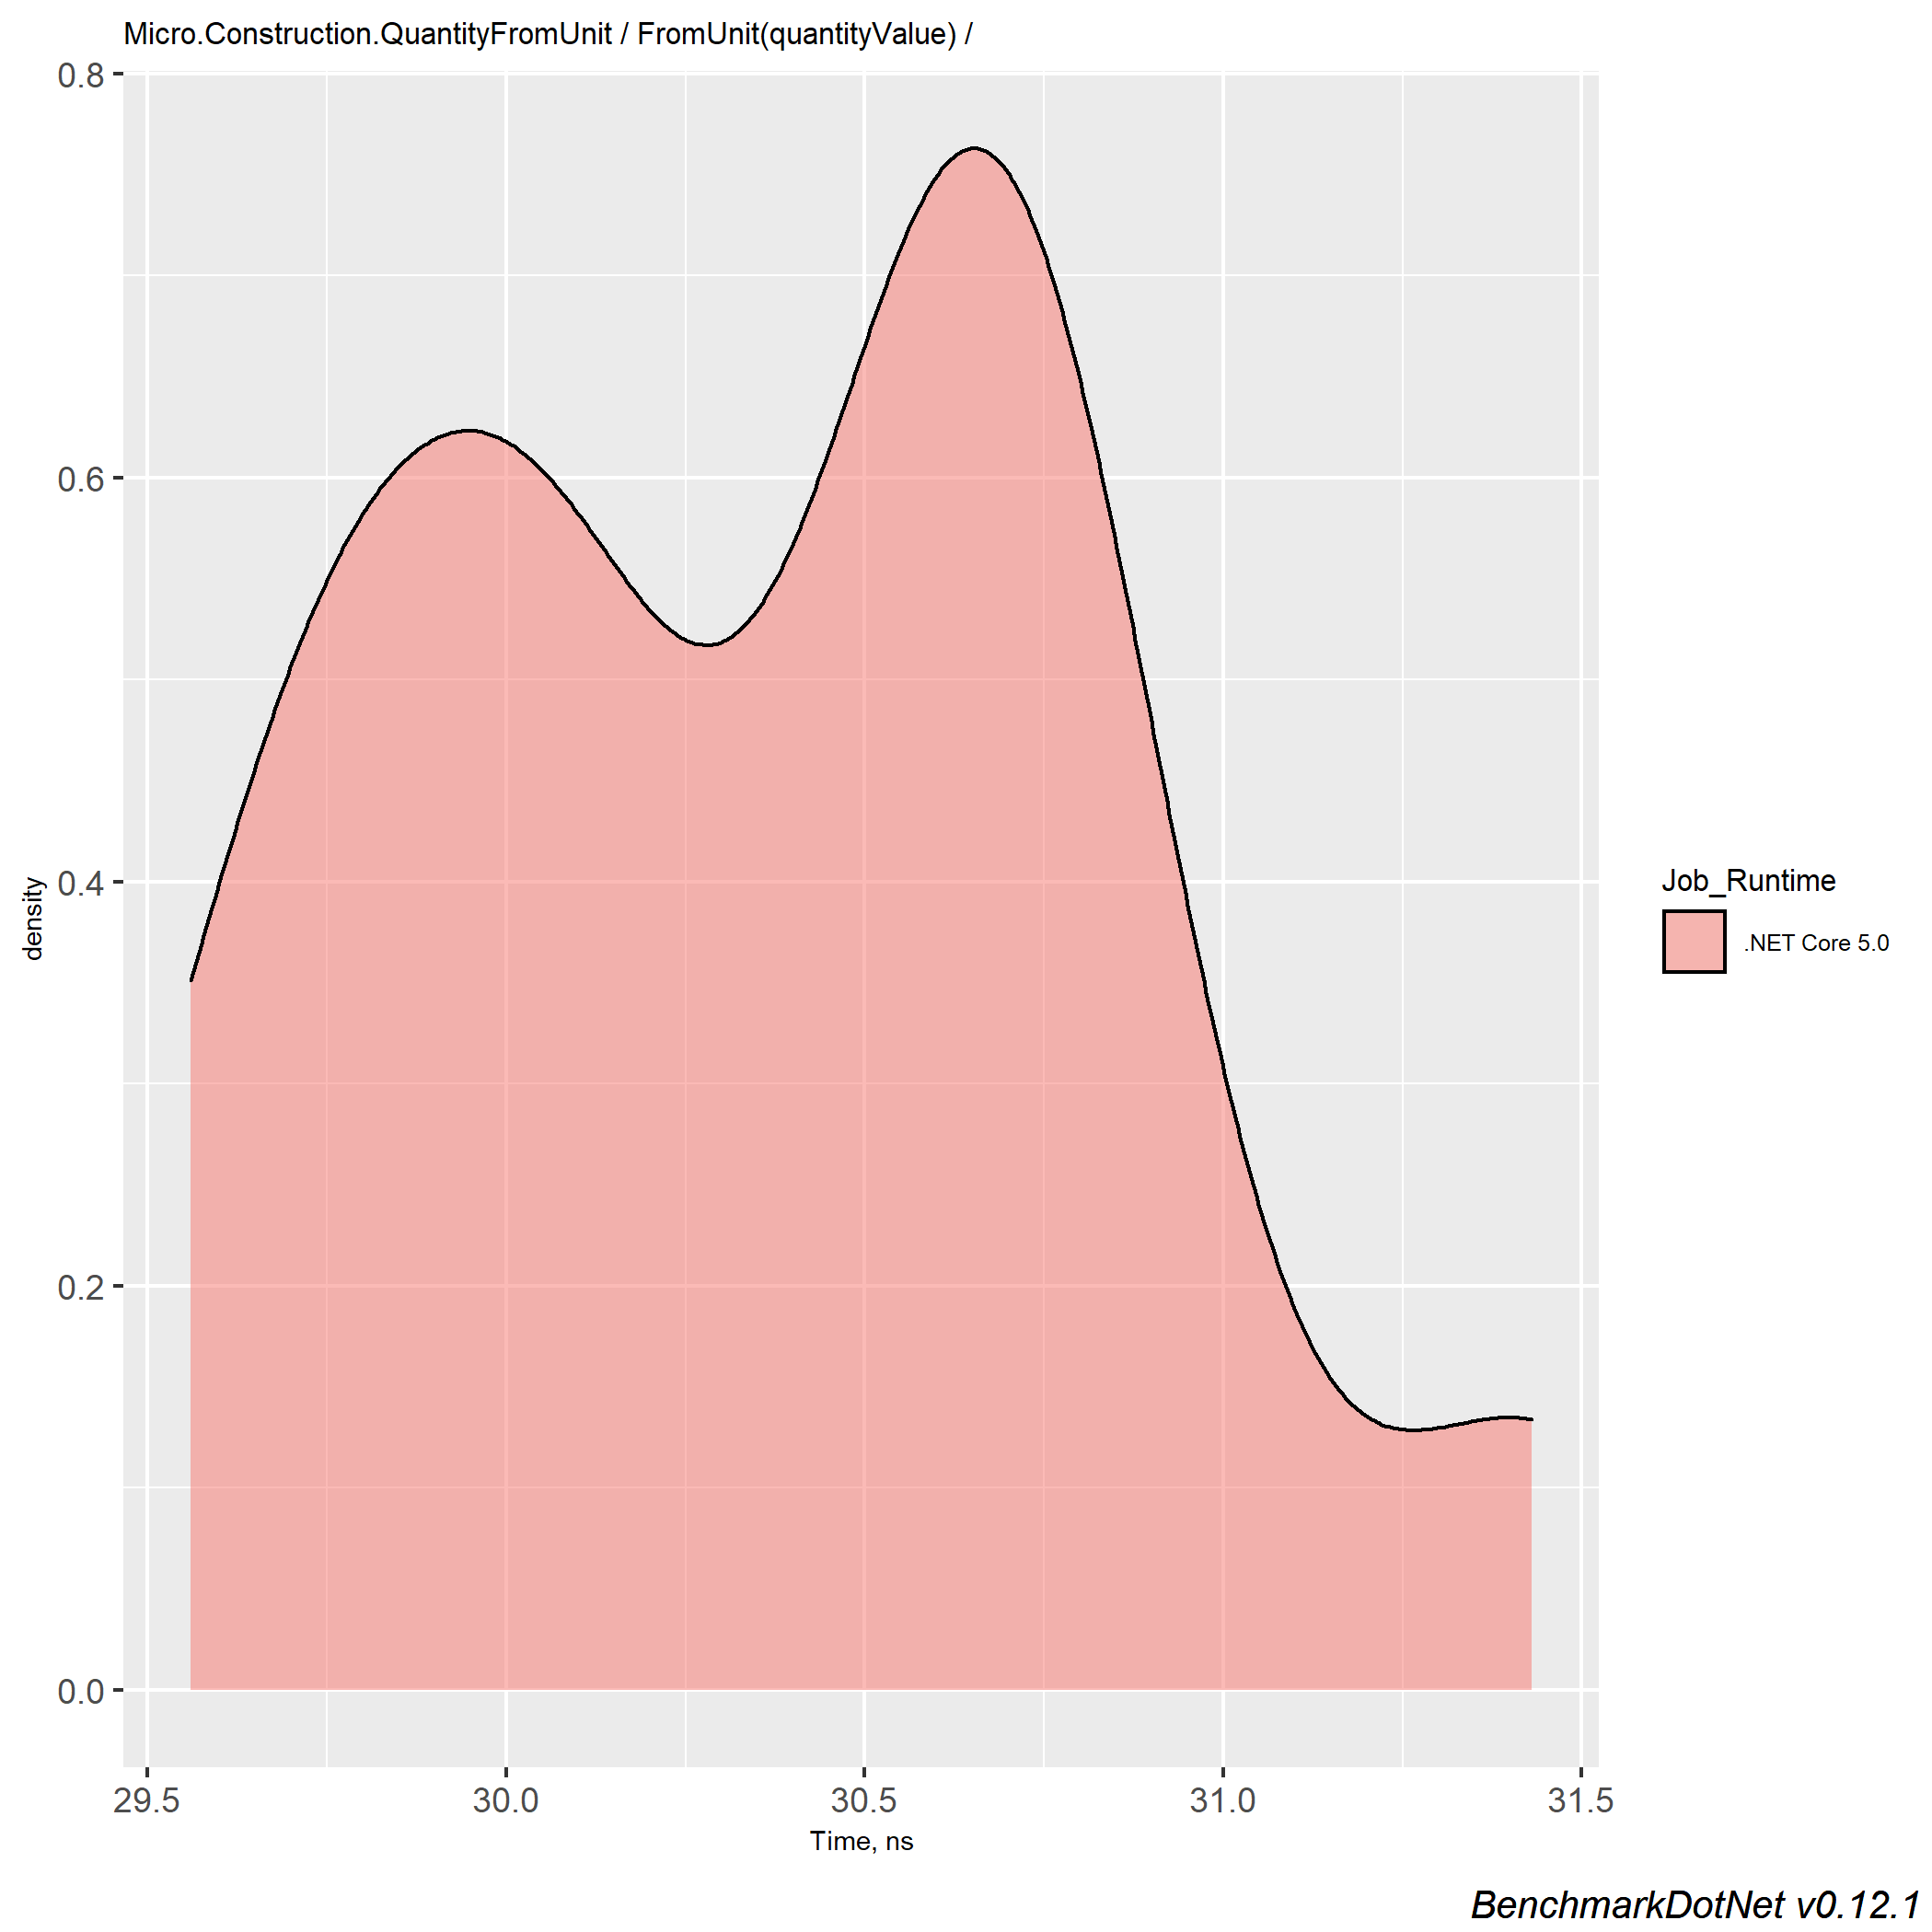 Micro.Construction.QuantityFromUnit / FromUnit(quantityValue) /
0.8
0.6
0.4
0.2
0.0
density
29.5 30.0 30.5 31.0 31.5
Time, ns
Job_Runtime
.NET Core 5.0
BenchmarkDotNet v0.12.1